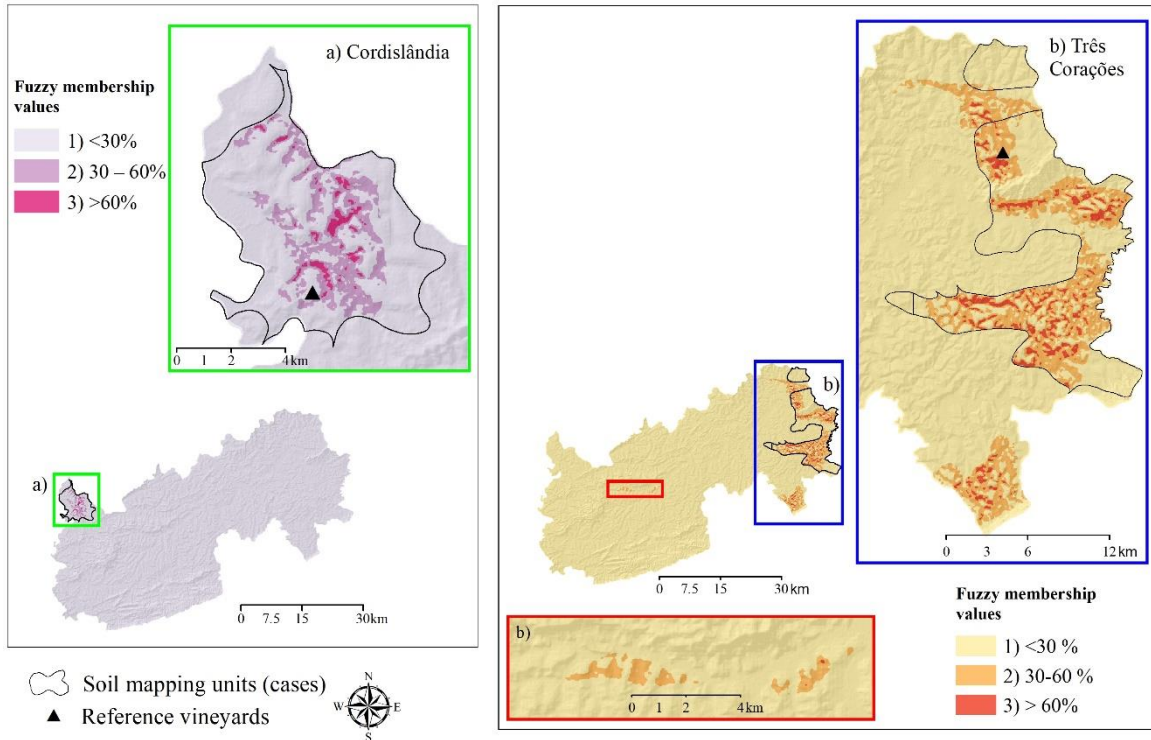 a) Cordislândia
Fuzzy membership
values
1) <30%
2) 30 – 60%
3) >60%
0 1 2 4 km
a)
0 7.5 15 30 km
Soil mapping units (cases)
Reference vineyards
N
W E
S
b) Três
Corações
b)
0 3 6 12 km
0 7.5 15 30 km
b)
0 1 2 4 km
Fuzzy membership
values
1) <30 %
2) 30-60 %
3) > 60%